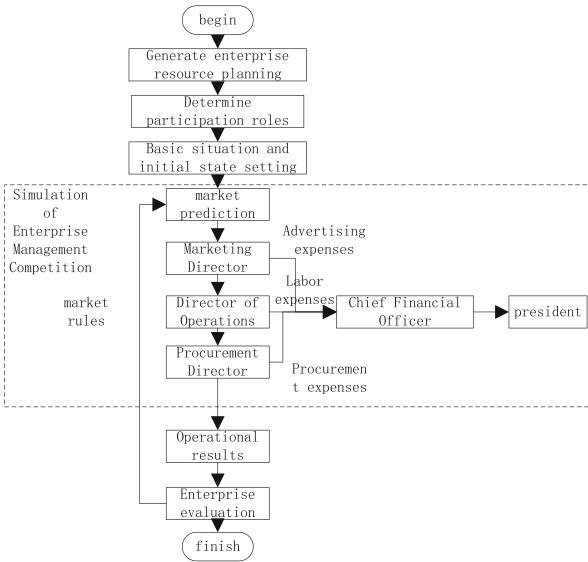 begin
Generate enterprise
resource planning
Determine
participation roles
Basic situation and
initial state setting
Simulation
of
Enterprise
Management
Competition
market
prediction
Advertising
expenses
Marketing
Director
Labor
expenses
market
rules
Director of
Operations
Chief Financial
Officer
president
Procurement
Director
Procuremen
t expenses
Operational
results
Enterprise
evaluation
finish